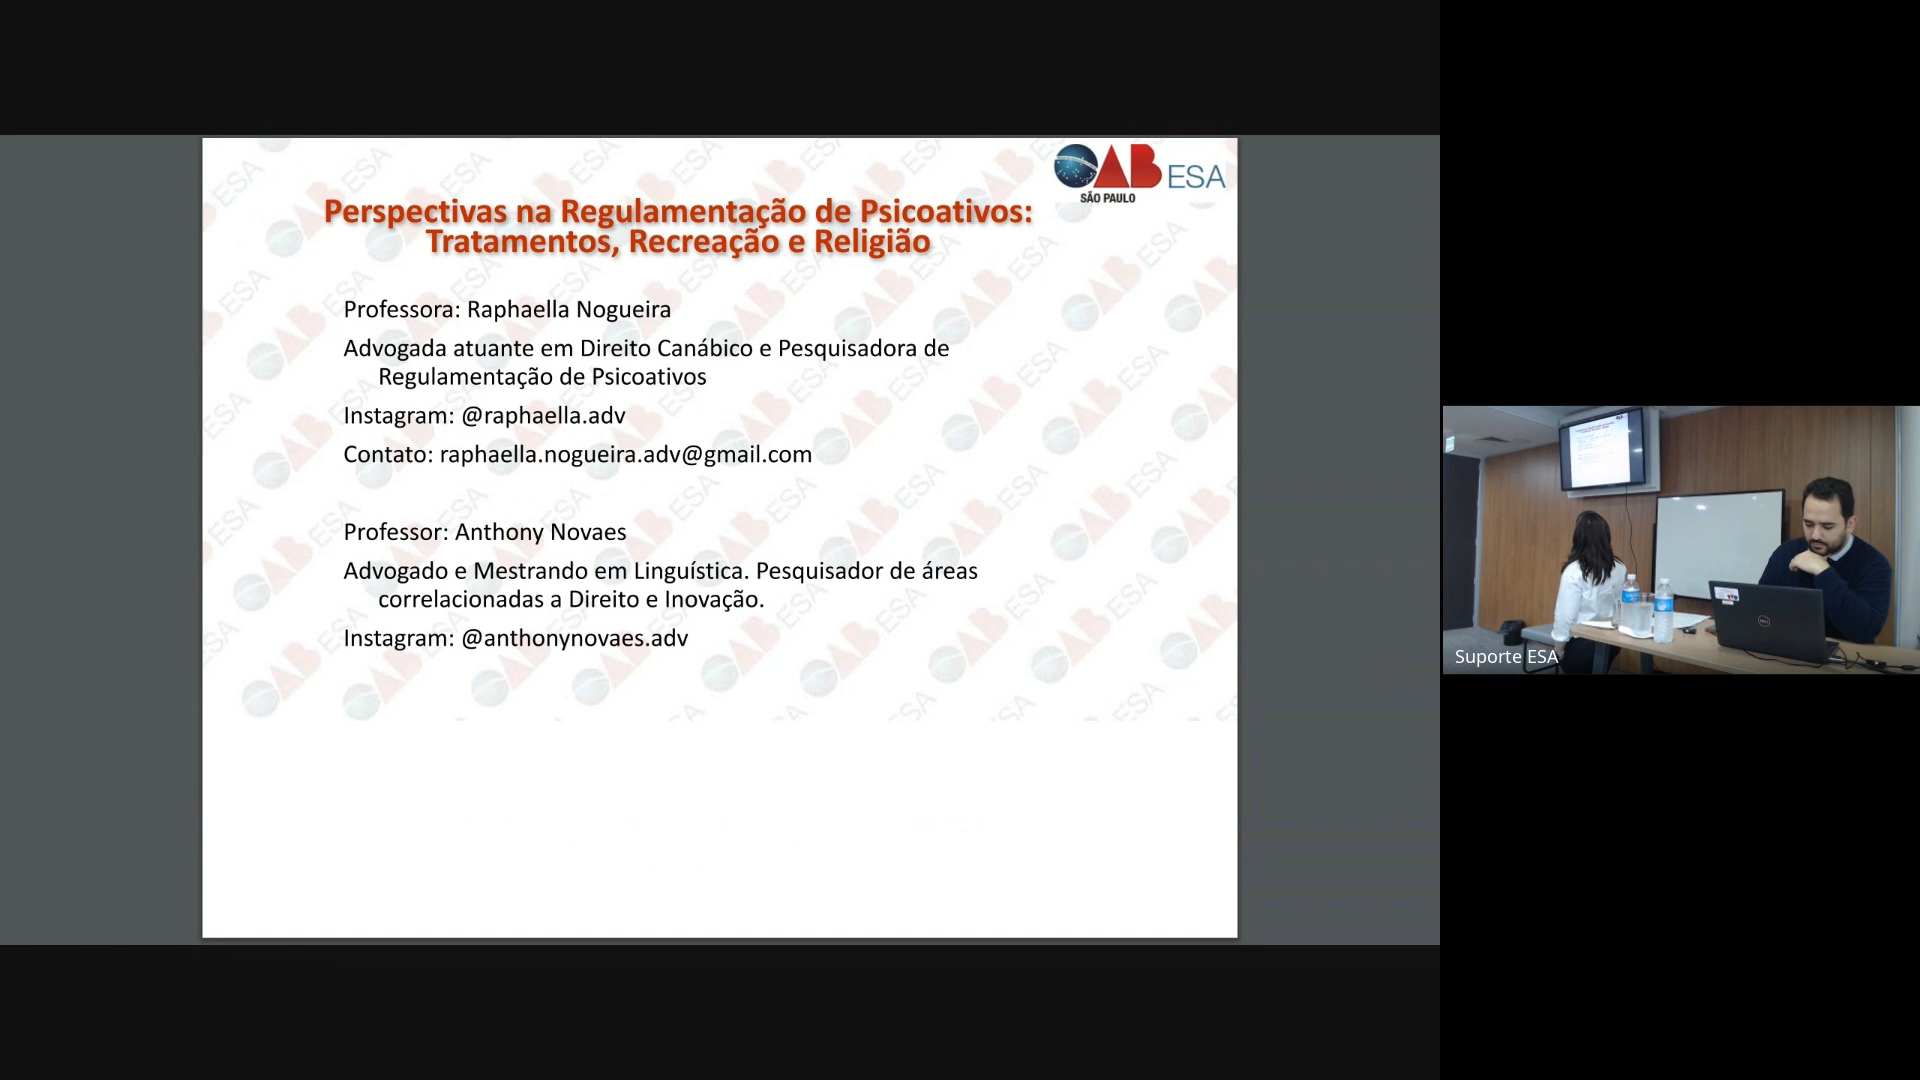 OAB ESA
SÃO PAULO
Perspectivas na Regulamentação de Psicoativos:
Tratamentos, Recreação e Religião
Professora: Raphaella Nogueira
Advogada atuante em Direito Canábico e Pesquisadora de
Regulamentação de Psicoativos
Instagram: @raphaella.adv
Contato: raphaella.nogueira.adv@gmail.com
Professor: Anthony Novaes
Advogado e Mestrando em Linguística. Pesquisador de áreas
correlacionadas a Direito e Inovação.
Instagram: @anthonynovaes.adv
Suporte ESA